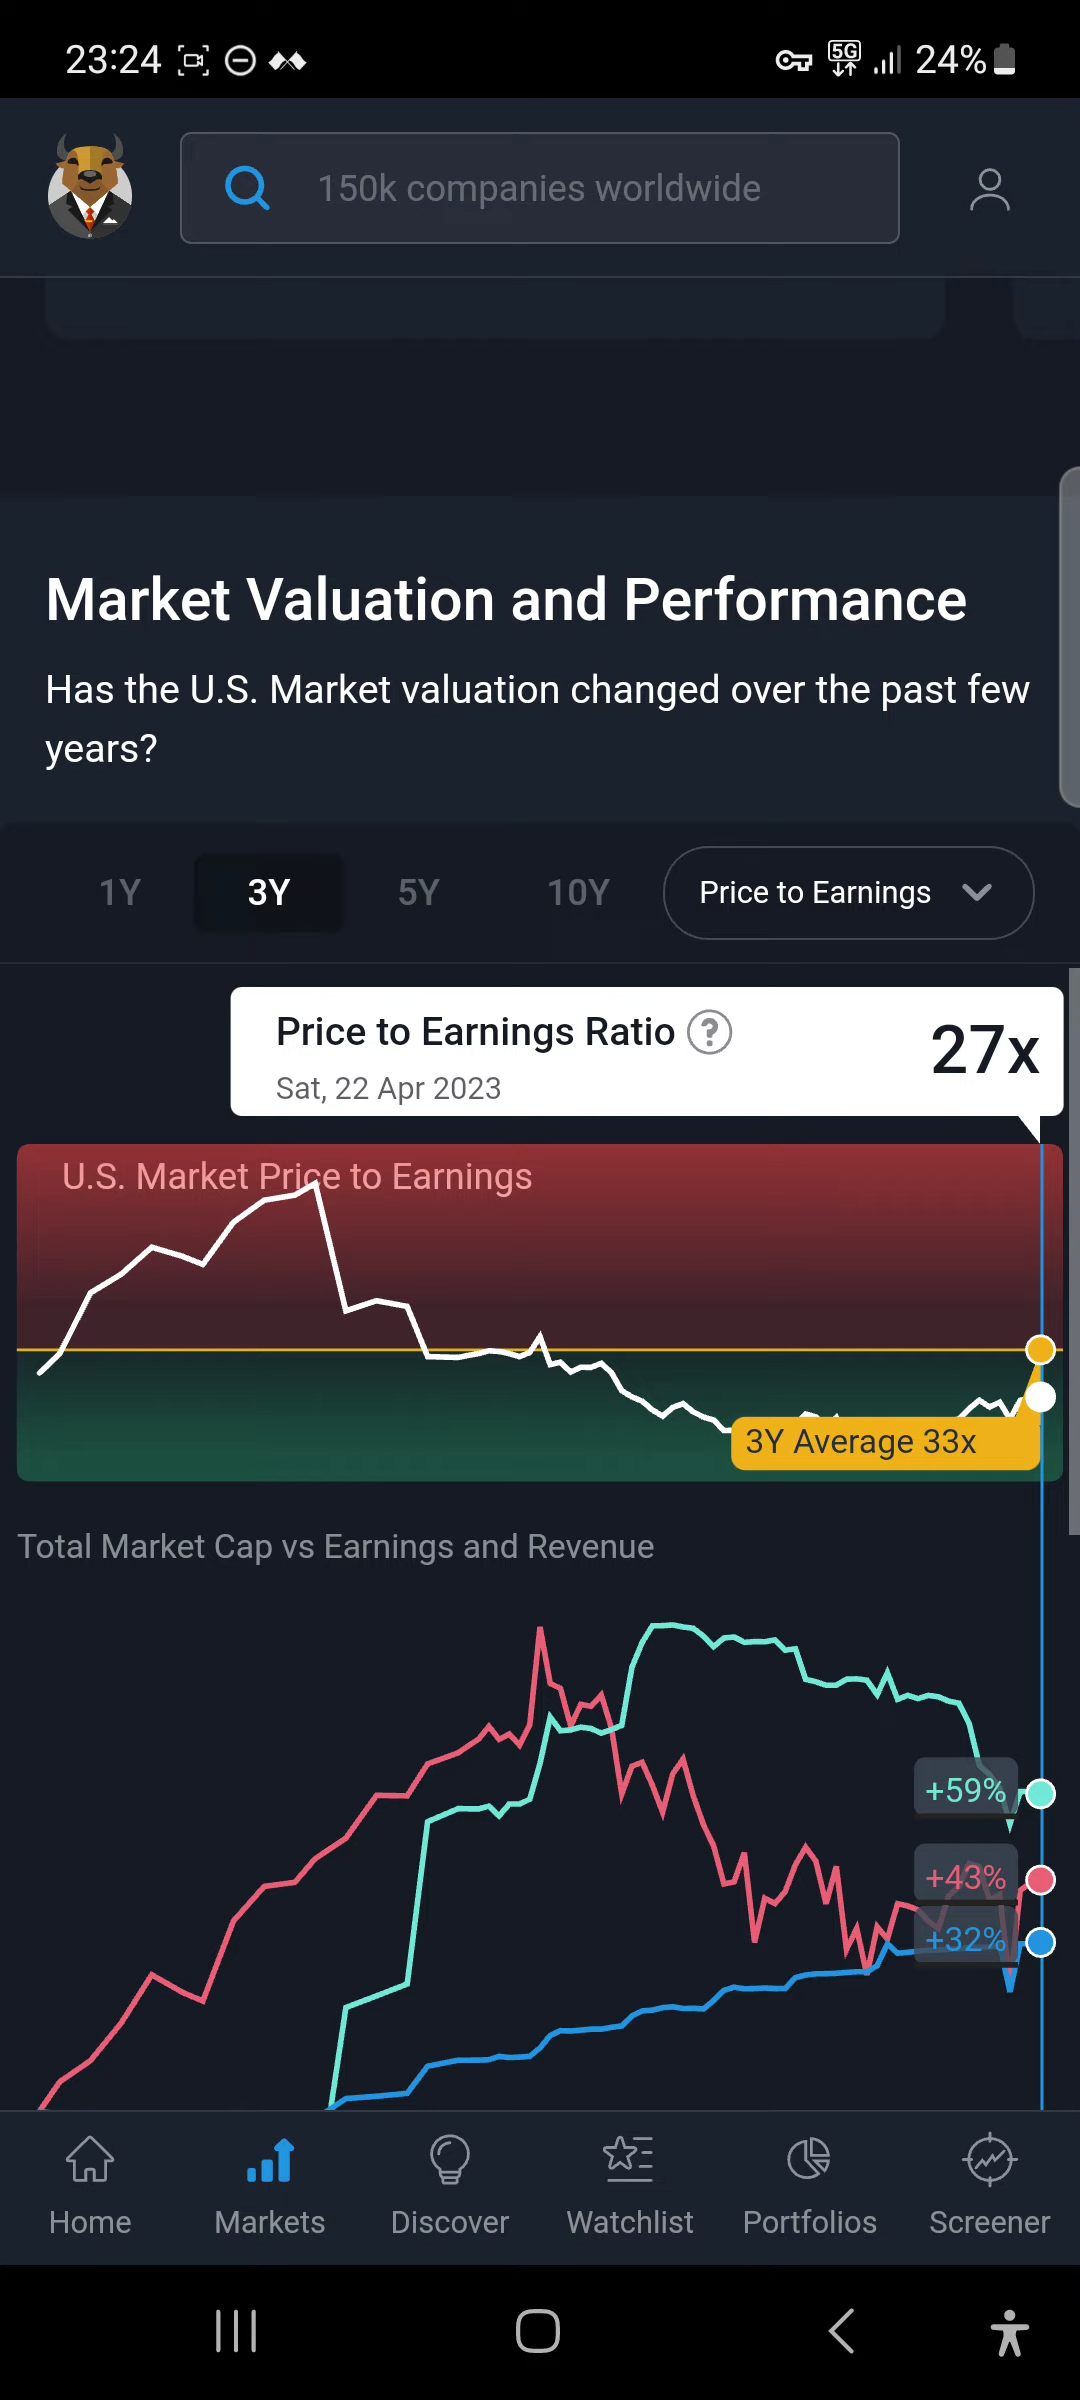 23:24
5G
24%
150k companies worldwide
Market Valuation and Performance
Has the U.S. Market valuation changed over the past few
years?
1Y 3Y 5Y 10Y Price to Earnings
Price to Earnings Ratio ?
27x
Sat, 22 Apr 2023
U.S. Market Price to Earnings
3Y Average 33x
Total Market Cap vs Earnings and Revenue
+59%
+43%
+32%
Home Markets Discover Watchlist Portfolios Screener